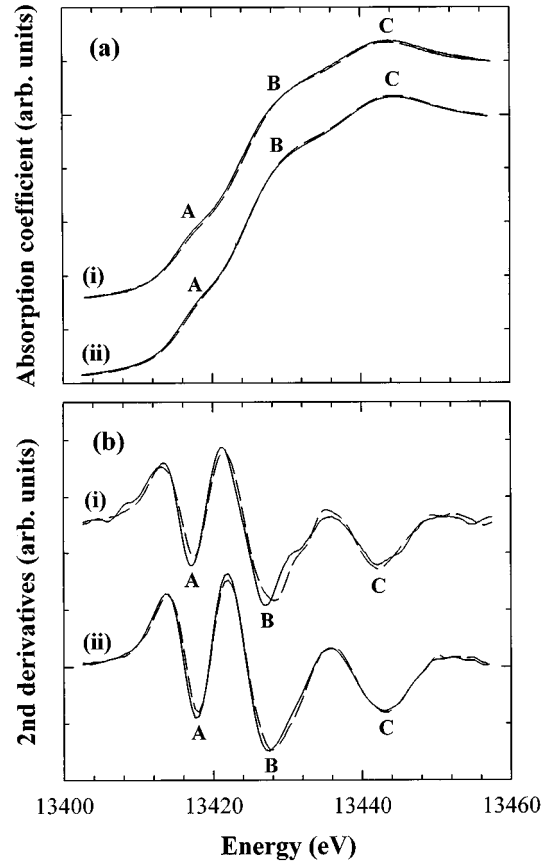 Absorption coefficient (arb. units)
(a)
A
B
C
(i)
A
B
C
(ii)
2nd derivatives (arb. units)
(b)
(i)
A
B
C
(ii)
A
B
C
13400 13420 13440 13460
Energy (eV)